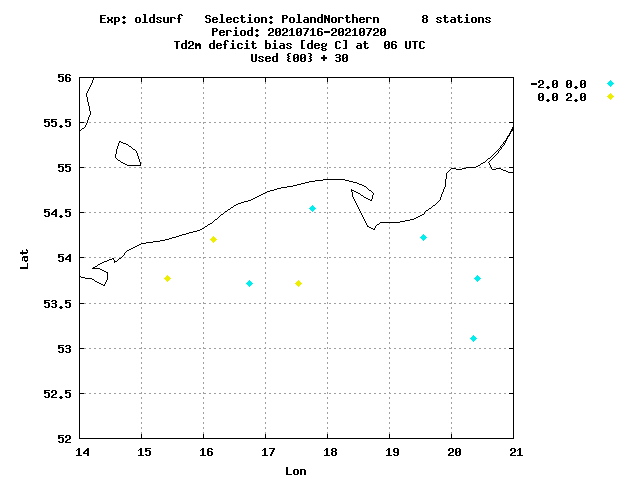 Exp: oldsurf   Selection: PolandNorthern      8 stations
Period: 20210716-20210720
Td2m deficit bias [deg C] at  06 UTC
Used {00} + 30
-2.0 0.0
0.0 2.0
56
55.5
55
54.5
54
53.5
53
52.5
52
Lat
14 15 16 17 18 19 20 21
Lon